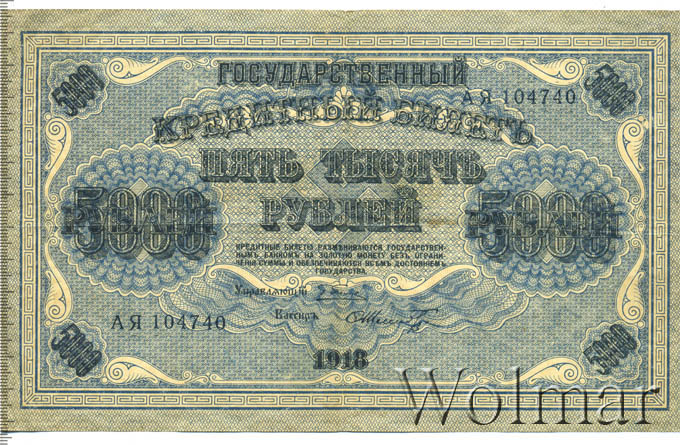 5000 ГОСУДАРСТВЕННЫЙ 5000
АЯ 104740
КРЕДИТНЫЙ БИЛЕТЪ
ПЯТЬ ТЫСЯЧЪ
РУБЛЕЙ
5000 5000
КРЕДИТНЫЕ БИЛЕТЫ РАЗМѢНИВАЮТСЯ ГОСУДАРСТВЕН-
НЫМЪ БАНКОМЪ НА ЗОЛОТУЮ МОНЕТУ БЕЗЪ ОГРАНИ-
ЧЕНІЯ СУММЫ И ОБЕЗПЕЧИВАЮТСЯ ВСѢМЪ ДОСТОЯНІЕМЪ
ГОСУДАРСТВА.
Управляющій
АЯ 104740 Кассиръ
5000 1918 5000
Wolmar